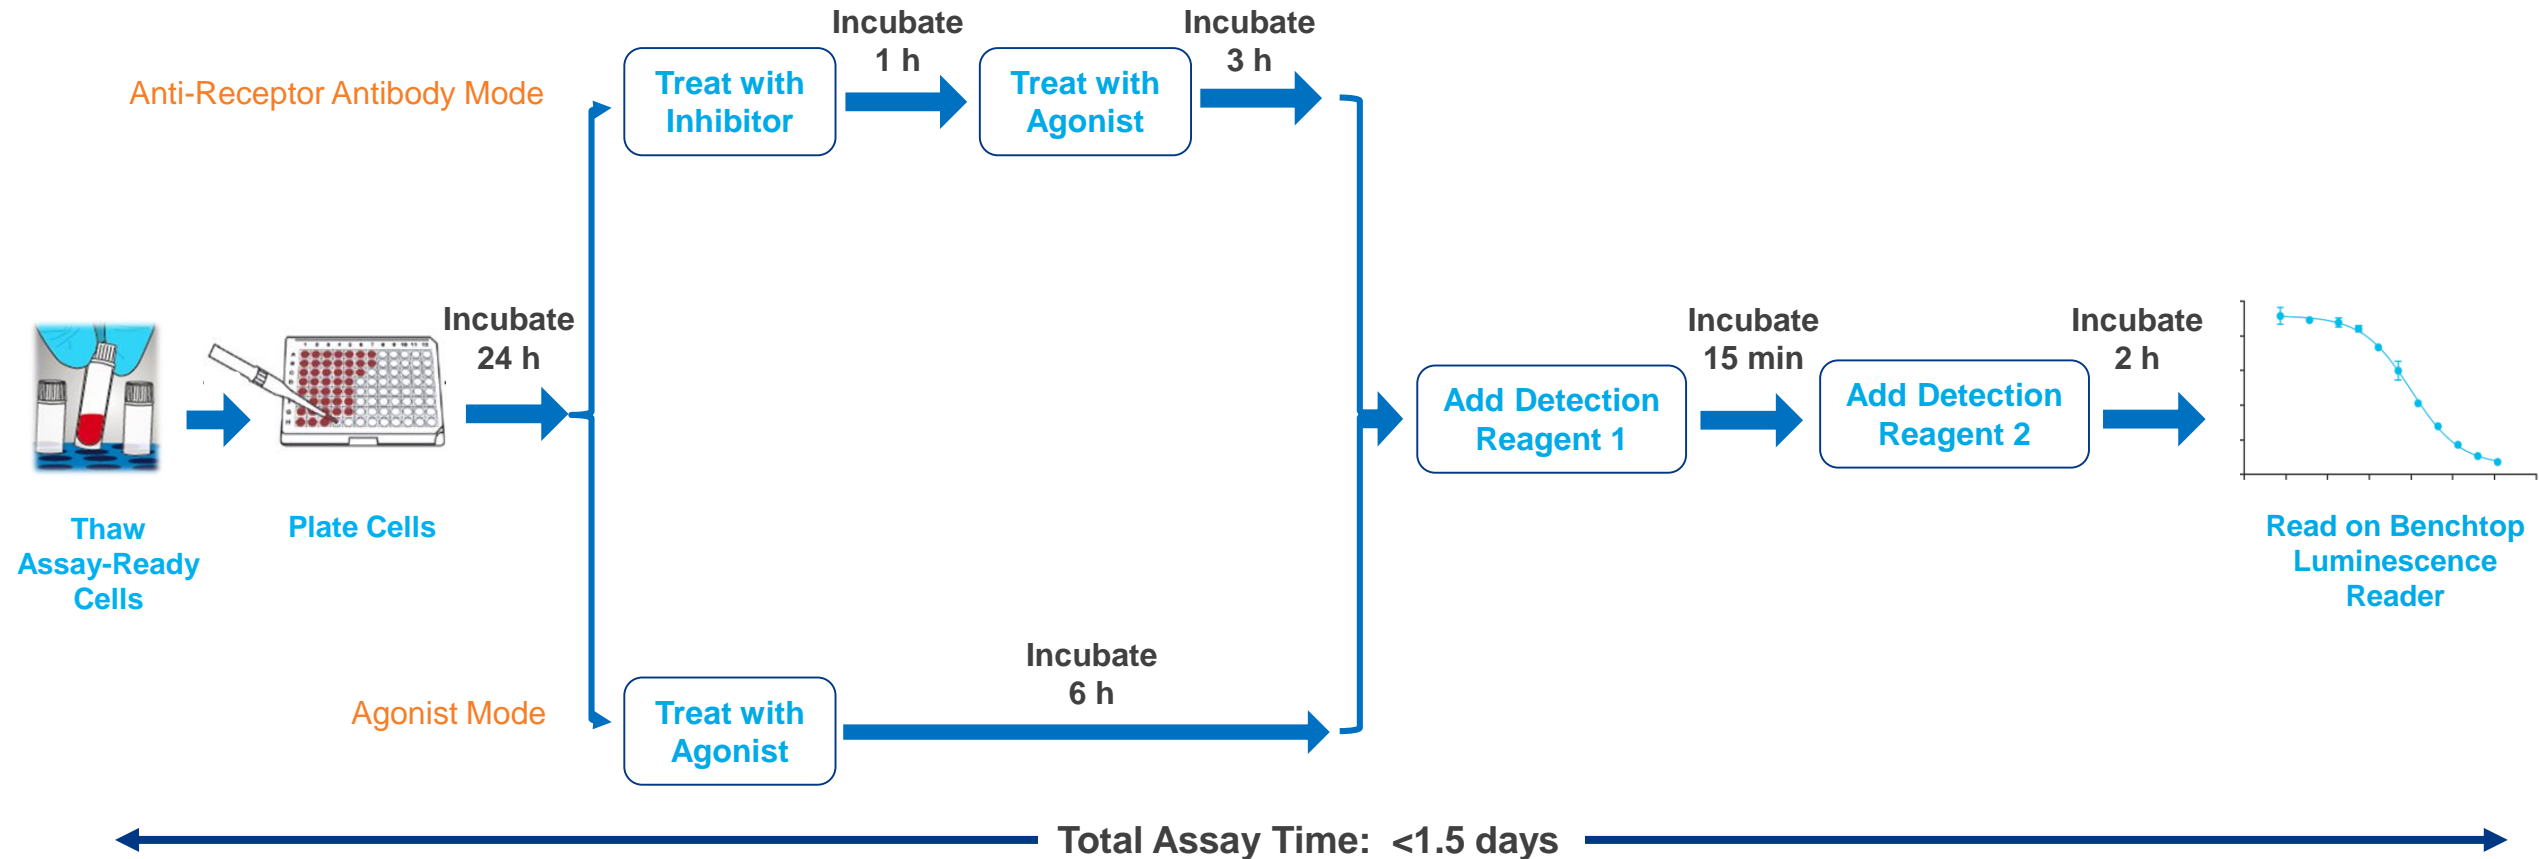 Incubate
1 h
Incubate
3 h
Anti-Receptor Antibody Mode
Treat with
Inhibitor
Treat with
Agonist
Incubate
24 h
Incubate
15 min
Incubate
2 h
Add Detection
Reagent 1
Add Detection
Reagent 2
Thaw
Assay-Ready
Cells
Plate Cells
Read on Benchtop
Luminescence
Reader
Incubate
6 h
Agonist Mode
Treat with
Agonist
Total Assay Time: <1.5 days